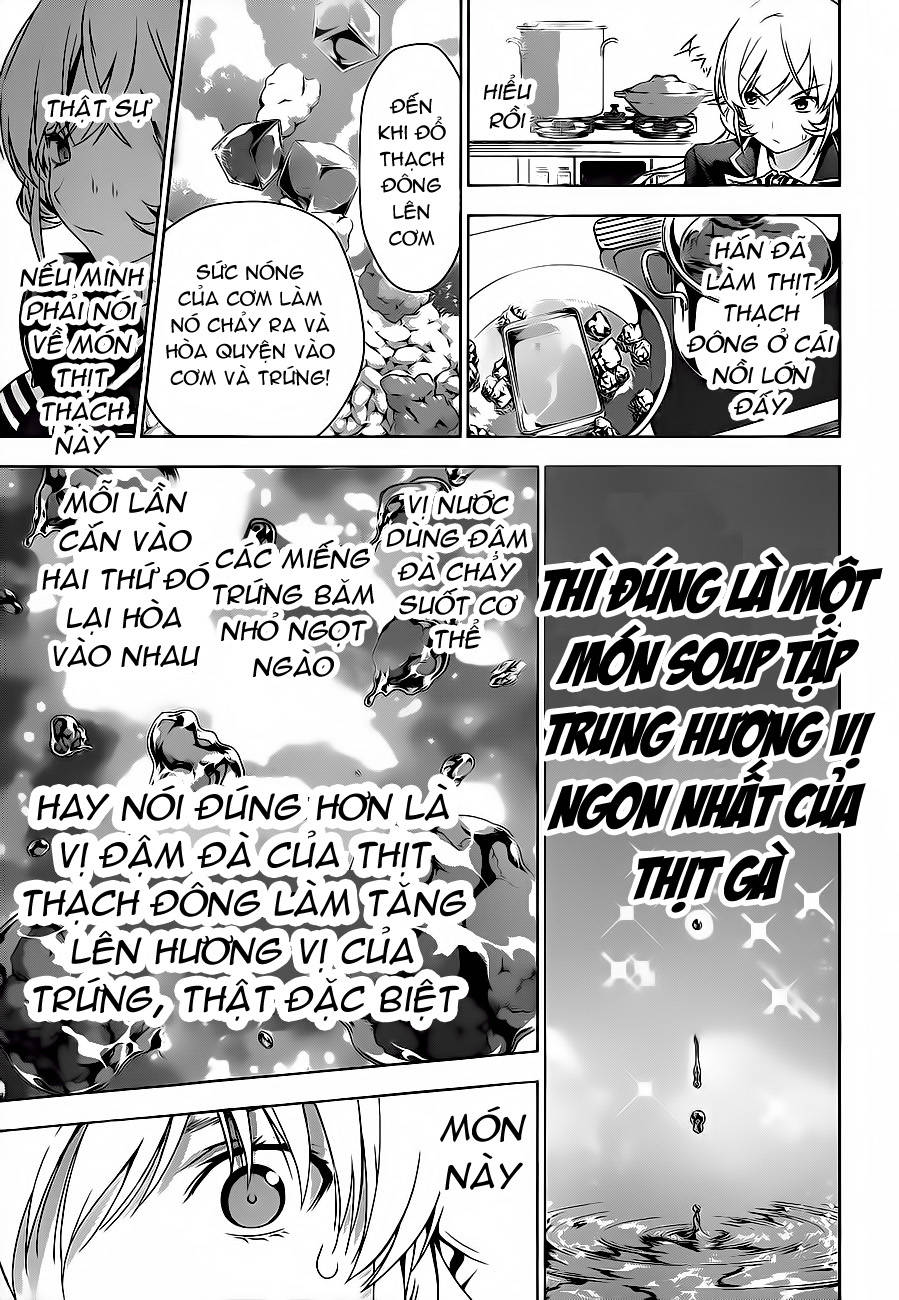 HIỂU
RỒI
HẮN ĐÃ
LÀM THỊT
THẠCH
ĐÔNG Ở CÁI
NỒI LỚN
ĐẤY
ĐẾN
KHI ĐỔ
THẠCH
ĐÔNG
LÊN
CƠM
SỨC NÓNG
CỦA CƠM LÀM
NÓ CHẢY RA VÀ
HÒA QUYỆN VÀO
CƠM VÀ TRỨNG!
THẬT SỰ
NẾU MÌNH
PHẢI NÓI
VỀ MÓN
THỊT
THẠCH
NÀY
THÌ ĐÚNG LÀ MỘT
MÓN SOUP TẬP
TRUNG HƯƠNG VỊ
NGON NHẤT CỦA
THỊT GÀ
VỊ NƯỚC
DÙNG ĐẬM
ĐÀ CHẢY
SUỐT CƠ
THỂ
CÁC MIẾNG
TRỨNG BĂM
NHỎ NGỌT
NGÀO
MỖI LẦN
CẮN VÀO
HAI THỨ ĐÓ
LẠI HÒA
VÀO NHAU
HAY NÓI ĐÚNG HƠN LÀ
VỊ ĐẬM ĐÀ CỦA THỊT
THẠCH ĐÔNG LÀM TĂNG
LÊN HƯƠNG VỊ CỦA
TRỨNG, THẬT ĐẶC BIỆT
MÓN
NÀY